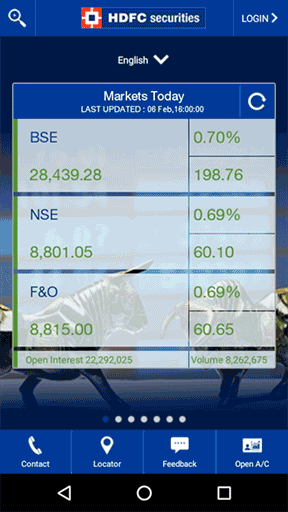 HDFC securities
LOGIN
English
Markets Today
LAST UPDATED : 06 Feb,16:00:00
BSE 0.70%
28,439.28 198.76
NSE 0.69%
8,801.05 60.10
F&O 0.69%
8,815.00 60.65
Open Interest 22,292,025 Volume 8,262,675
Contact Locator Feedback Open A/C